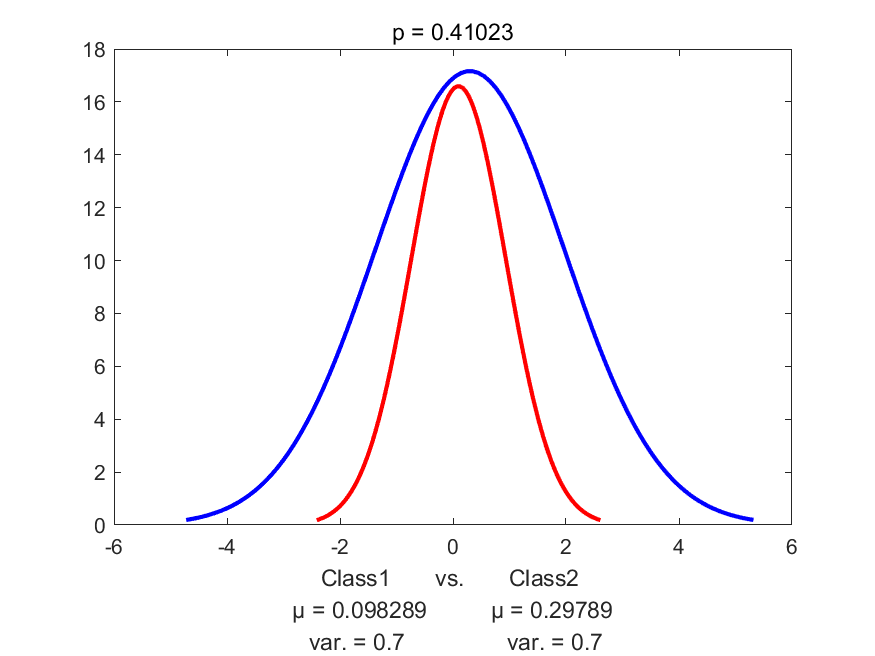 p = 0.41023
18
16
14
12
10
8
6
4
2
0
-6 -4 -2 0 2 4 6
Class1 vs. Class2
μ = 0.098289 μ = 0.29789
var. = 0.7 var. = 0.7